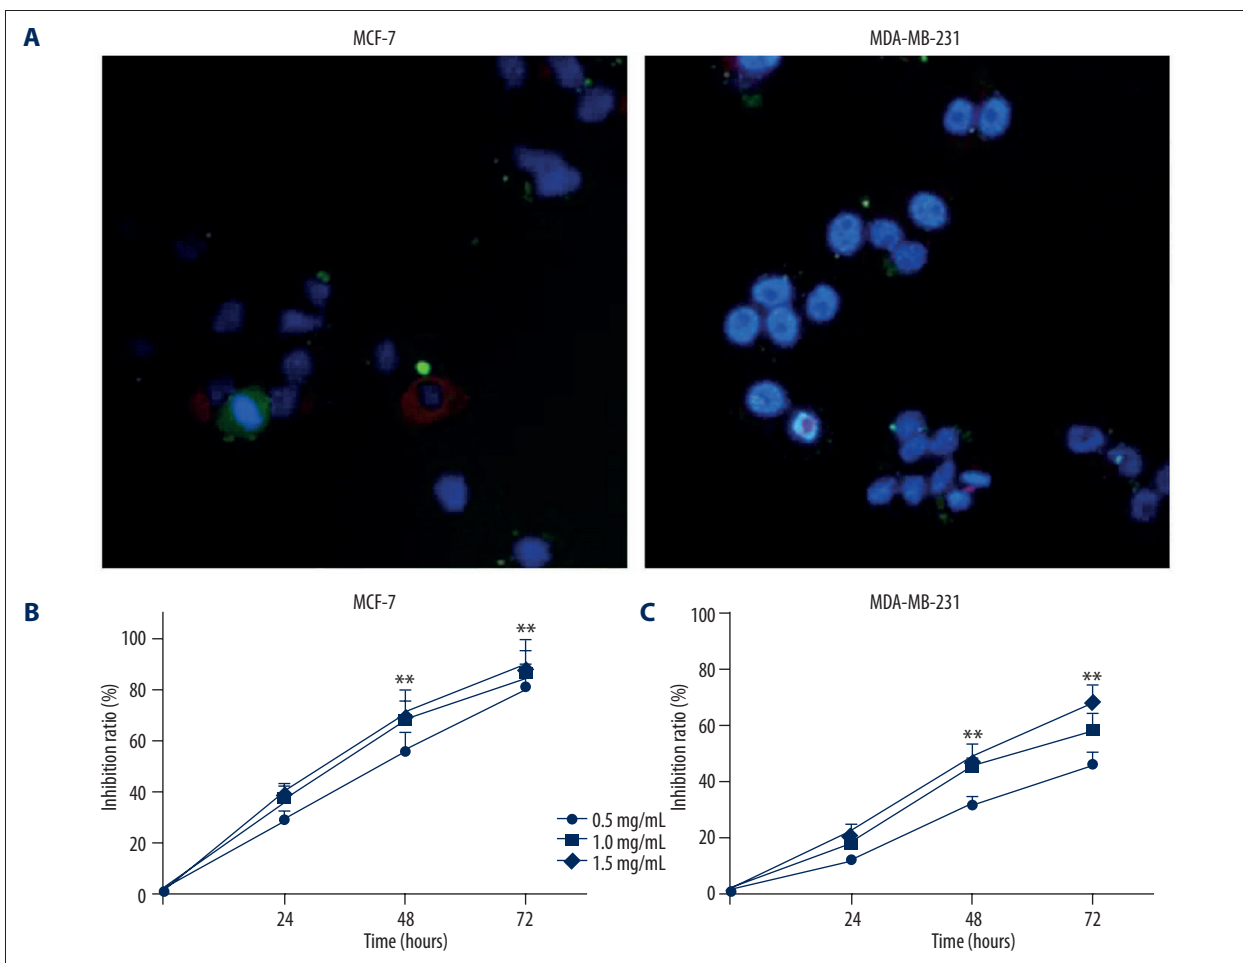 A
MCF-7
MDA-MB-231
B
MCF-7
Inhibition ratio (%)
100
80
60
40
20
0
24
48
72
Time (hours)
**
**
0.5 mg/mL
1.0 mg/mL
1.5 mg/mL
C
MDA-MB-231
Inhibition ratio (%)
100
80
60
40
20
0
24
48
72
Time (hours)
**
**